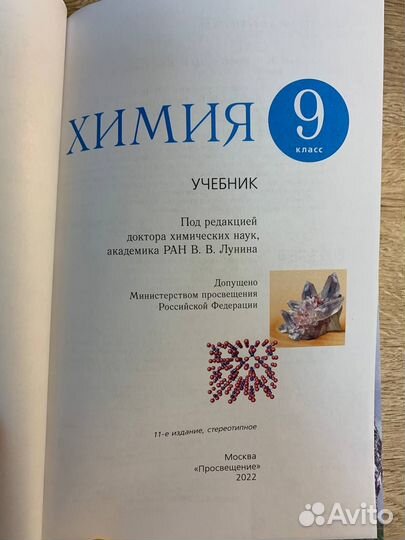 ХИМИЯ 9
класс
УЧЕБНИК
Под редакцией
доктора химических наук,
академика РАН В. В. Лунина
Допущено
Министерством просвещения
Российской Федерации
11-е издание, стереотипное
Москва
«Просвещение»
2022
Avito